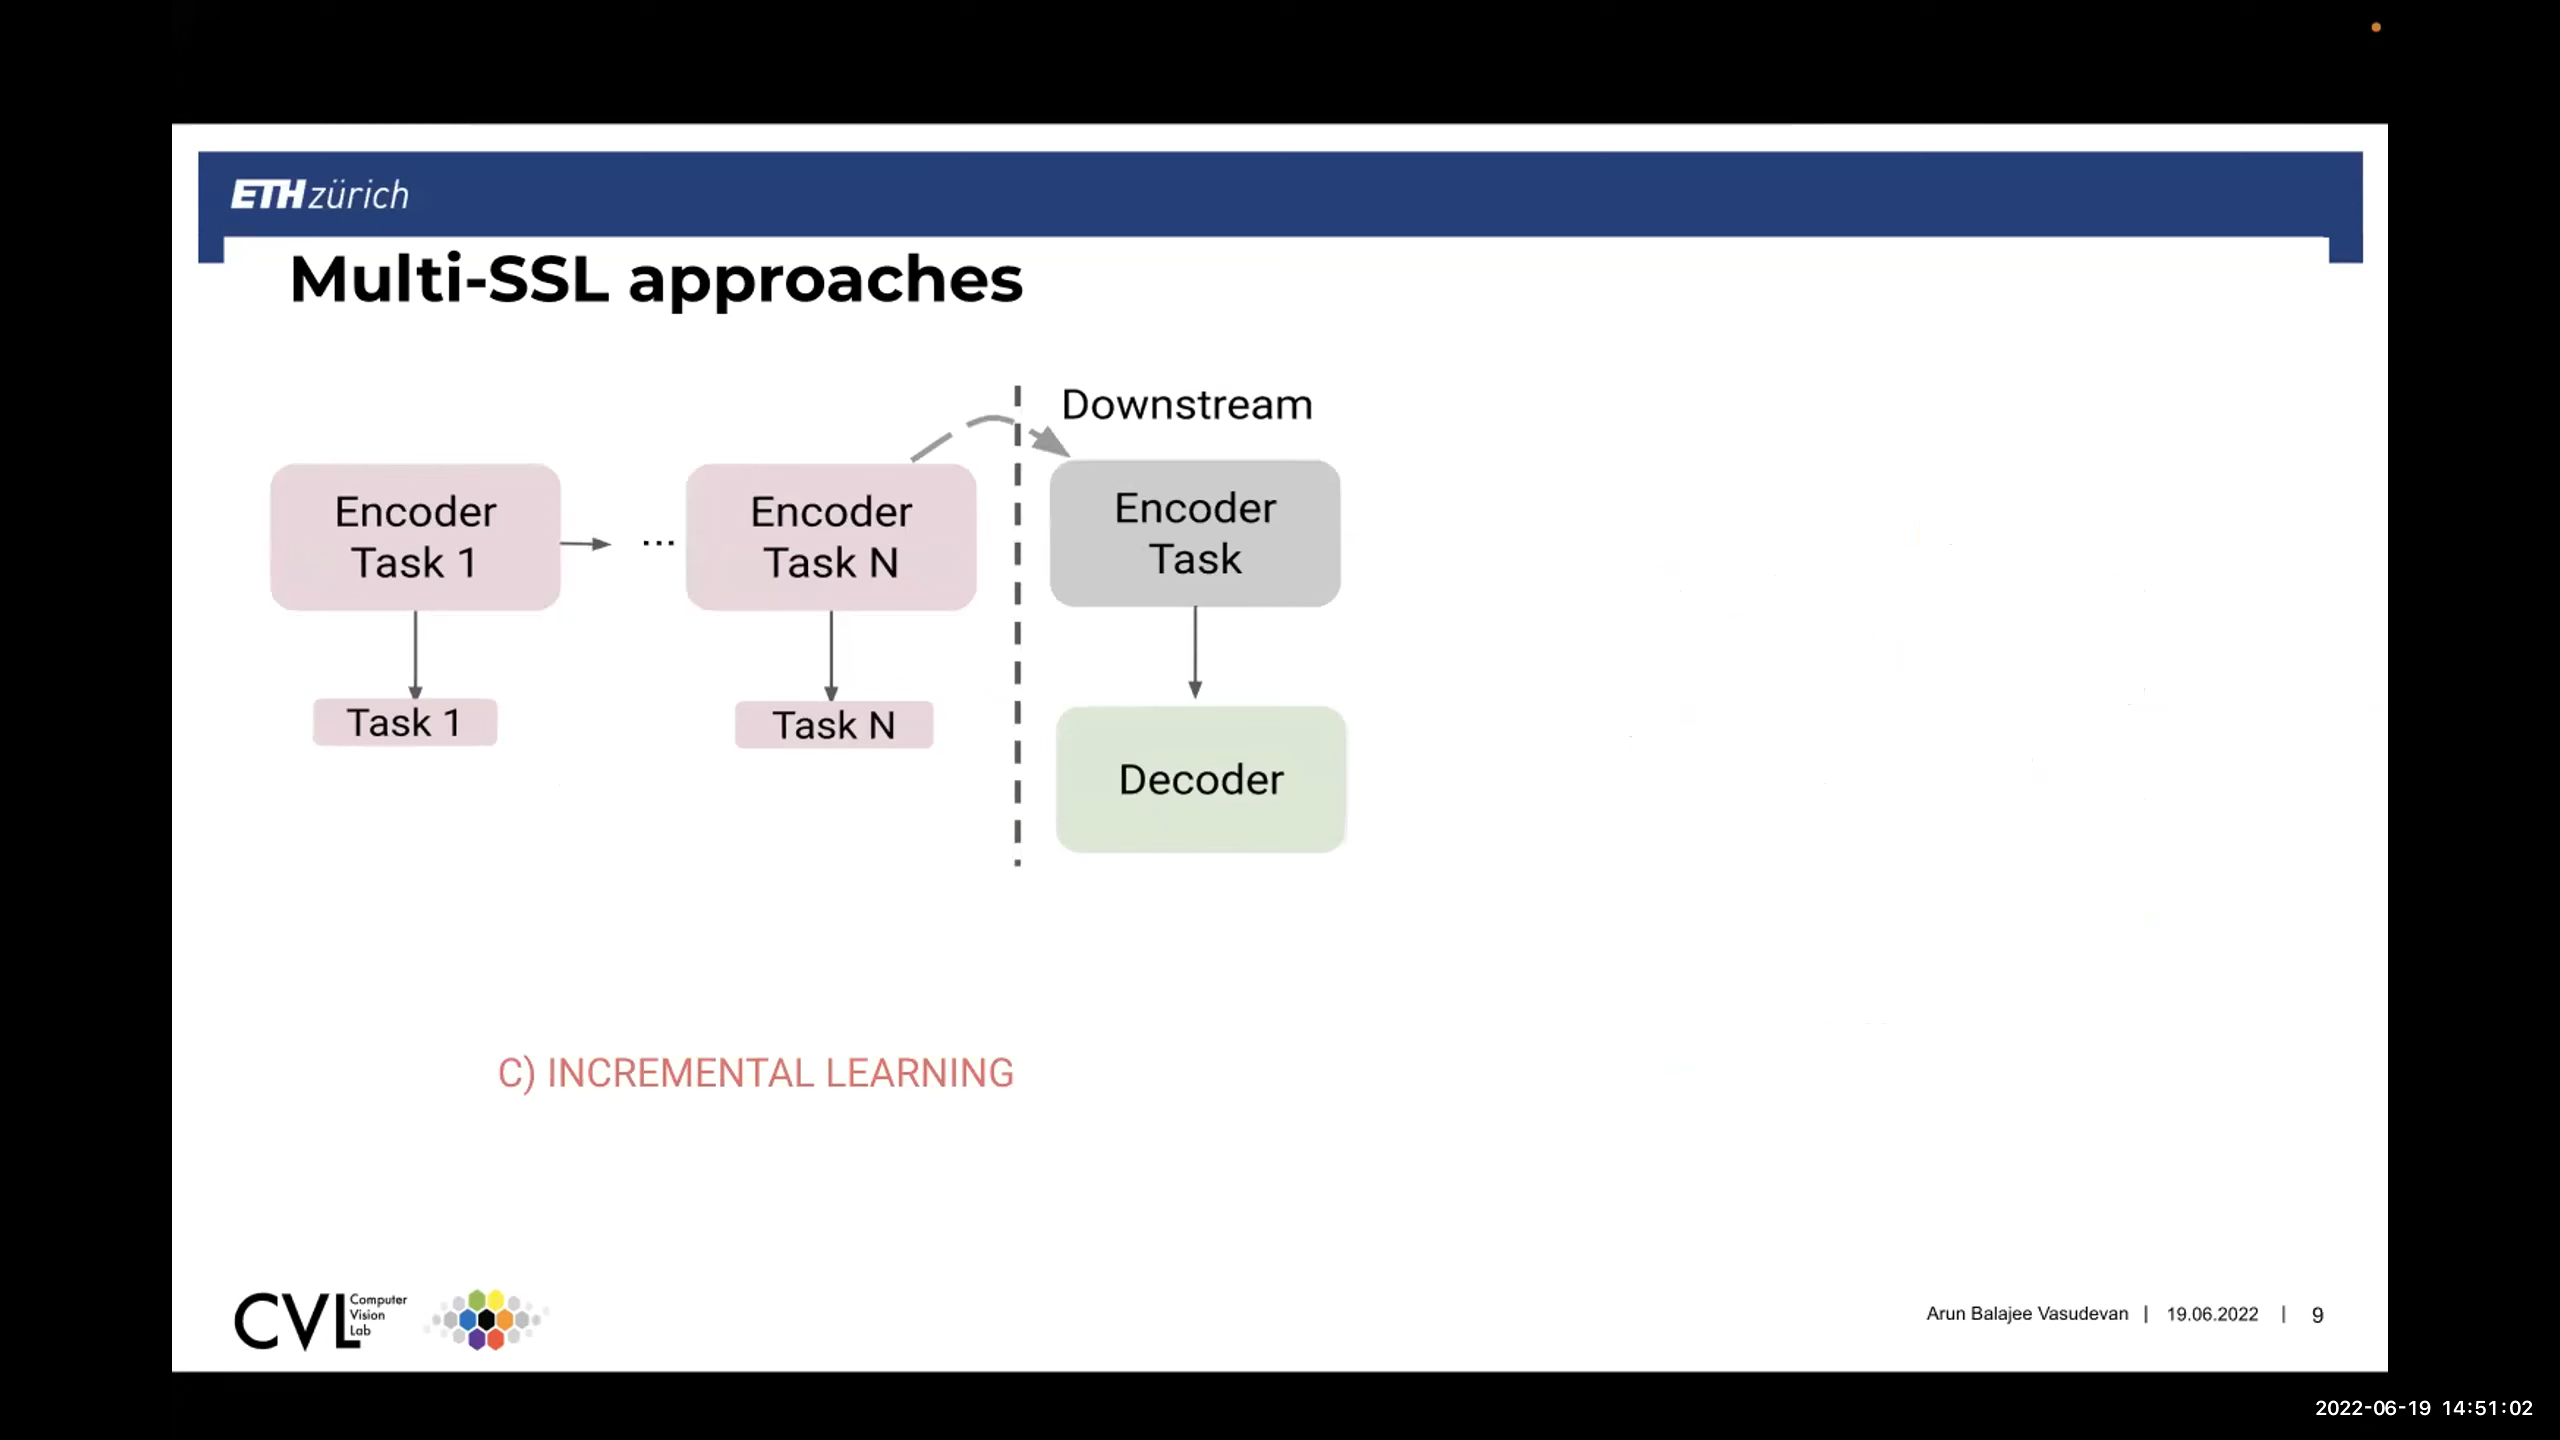 ETH zürich
Multi-SSL approaches
Downstream
Encoder
Task 1
...
Encoder
Task N
Encoder
Task
Task 1
Task N
Decoder
C) INCREMENTAL LEARNING
CVL Computer
Vision
Lab
Arun Balajee Vasudevan | 19.06.2022 | 9
2022-06-19 14:51:02